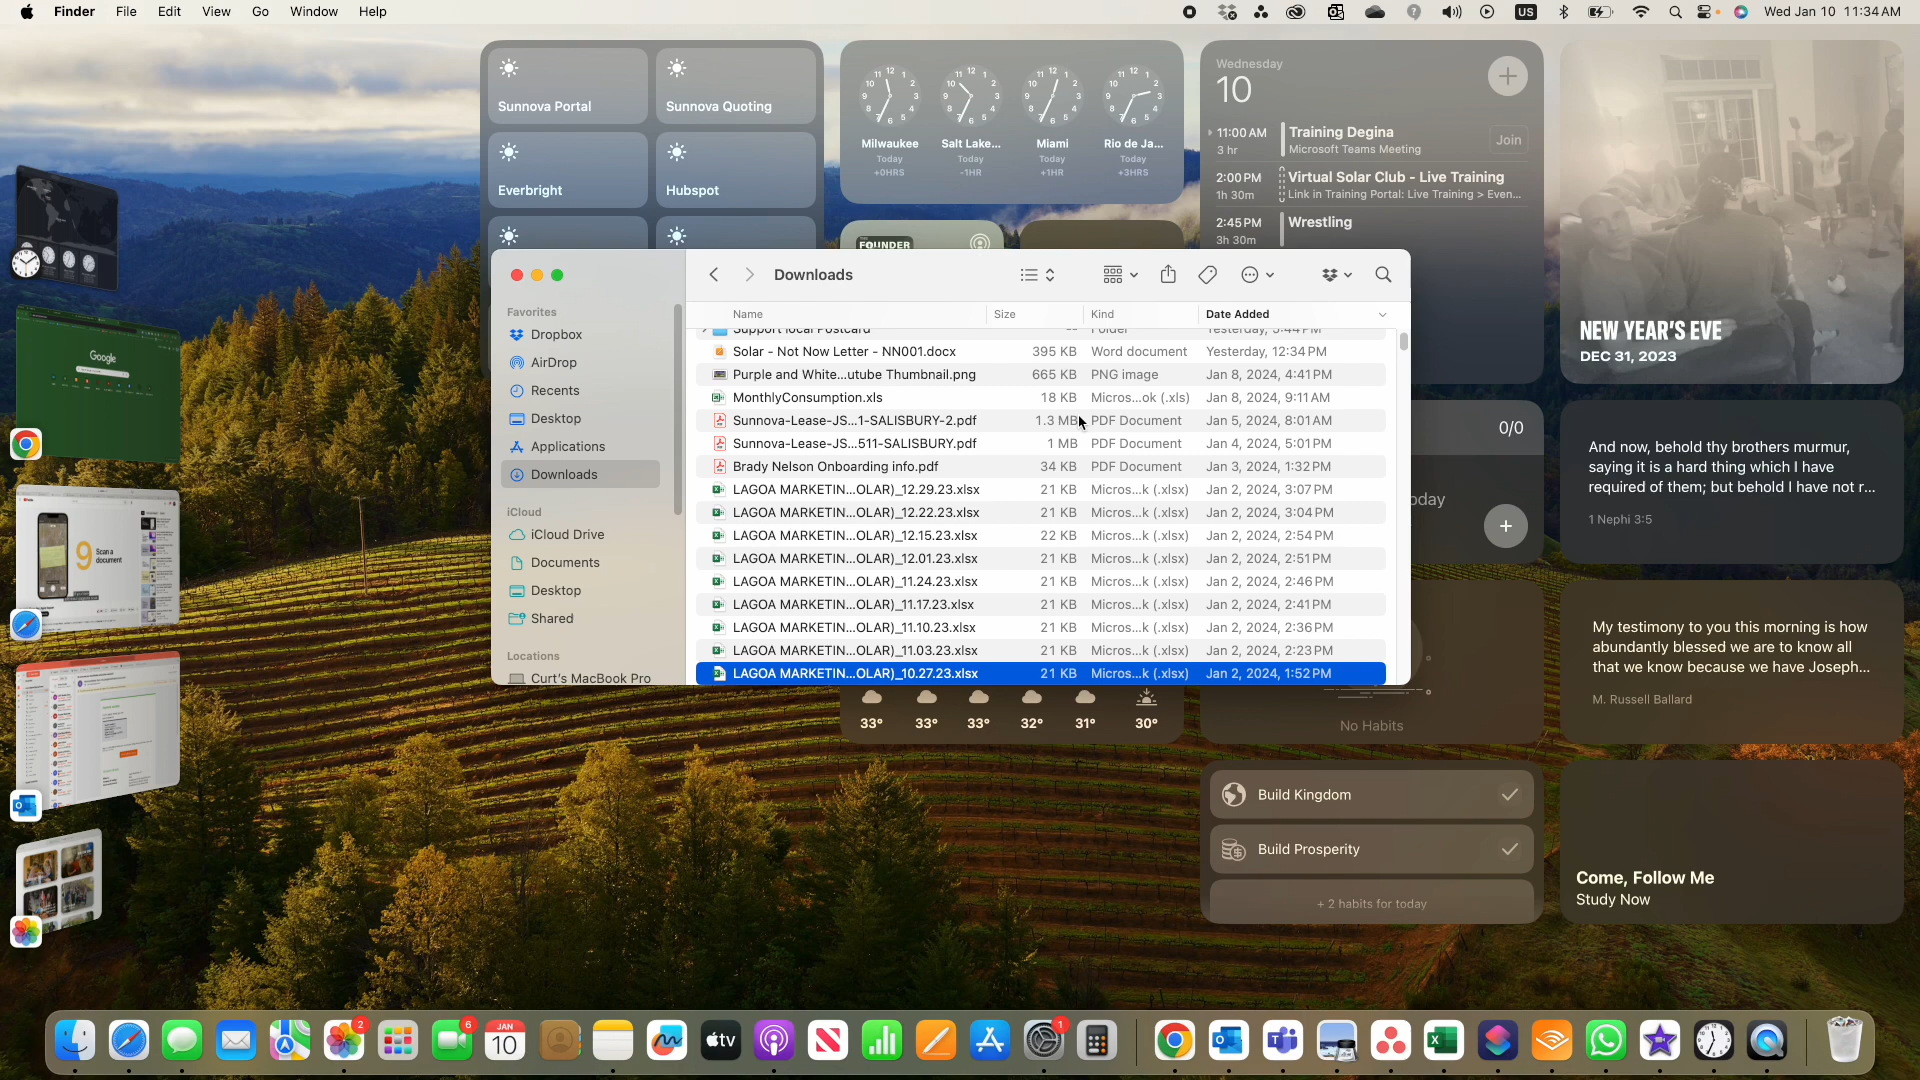 Finder File Edit View Go Window Help
US
Wed Jan 10 11:34 AM
Sunnova Portal
Sunnova Quoting
Everbright
Hubspot
Milwaukee
Today
+0HRS
Salt Lake...
Today
-1HR
Miami
Today
+1HR
Rio de Ja...
Today
+3HRS
FOUNDER
Wednesday
10
11:00 AM
3 hr
Training Degina
Microsoft Teams Meeting
Join
2:00 PM
1h 30m
Virtual Solar Club - Live Training
Link in Training Portal: Live Training > Even...
2:45 PM
3h 30m
Wrestling
NEW YEAR'S EVE
DEC 31, 2023
Google
9 Scan a document
Favorites
Dropbox
AirDrop
Recents
Desktop
Applications
Downloads
iCloud
iCloud Drive
Documents
Desktop
Shared
Locations
Curt's MacBook Pro
Downloads
Name Size Kind Date Added
Support local Postcard -- Folder Yesterday, 5:44 PM
Solar - Not Now Letter - NN001.docx 395 KB Word document Yesterday, 12:34 PM
Purple and White...utube Thumbnail.png 665 KB PNG image Jan 8, 2024, 4:41 PM
MonthlyConsumption.xls 18 KB Micros...ok (.xls) Jan 8, 2024, 9:11 AM
Sunnova-Lease-JS...1-SALISBURY-2.pdf 1.3 MB PDF Document Jan 5, 2024, 8:01 AM
Sunnova-Lease-JS...511-SALISBURY.pdf 1 MB PDF Document Jan 4, 2024, 5:01 PM
Brady Nelson Onboarding info.pdf 34 KB PDF Document Jan 3, 2024, 1:32 PM
LAGOA MARKETIN...OLAR)_12.29.23.xlsx 21 KB Micros...k (.xlsx) Jan 2, 2024, 3:07 PM
LAGOA MARKETIN...OLAR)_12.22.23.xlsx 21 KB Micros...k (.xlsx) Jan 2, 2024, 3:04 PM
LAGOA MARKETIN...OLAR)_12.15.23.xlsx 22 KB Micros...k (.xlsx) Jan 2, 2024, 2:54 PM
LAGOA MARKETIN...OLAR)_12.01.23.xlsx 21 KB Micros...k (.xlsx) Jan 2, 2024, 2:51 PM
LAGOA MARKETIN...OLAR)_11.24.23.xlsx 21 KB Micros...k (.xlsx) Jan 2, 2024, 2:46 PM
LAGOA MARKETIN...OLAR)_11.17.23.xlsx 21 KB Micros...k (.xlsx) Jan 2, 2024, 2:41 PM
LAGOA MARKETIN...OLAR)_11.10.23.xlsx 21 KB Micros...k (.xlsx) Jan 2, 2024, 2:36 PM
LAGOA MARKETIN...OLAR)_11.03.23.xlsx 21 KB Micros...k (.xlsx) Jan 2, 2024, 2:23 PM
LAGOA MARKETIN...OLAR)_10.27.23.xlsx 21 KB Micros...k (.xlsx) Jan 2, 2024, 1:52 PM
0/0
oday
33° 33° 33° 32° 31° 30°
No Habits
And now, behold thy brothers murmur,
saying it is a hard thing which I have
required of them; but behold I have not r...
1 Nephi 3:5
My testimony to you this morning is how
abundantly blessed we are to know all
that we know because we have Joseph...
M. Russell Ballard
Build Kingdom
Build Prosperity
+ 2 habits for today
Come, Follow Me
Study Now
2
6
JAN
10
tv
1